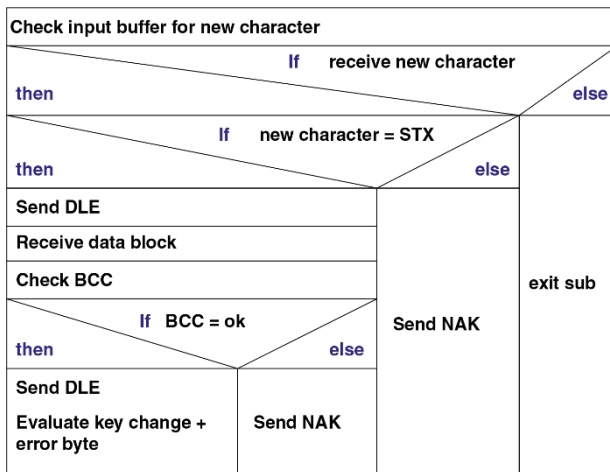 Check input buffer for new character
If receive new character
then
else
If new character = STX
then
else
Send DLE
Receive data block
Check BCC
exit sub
If BCC = ok
Send NAK
then
else
Send DLE
Evaluate key change +
error byte
Send NAK